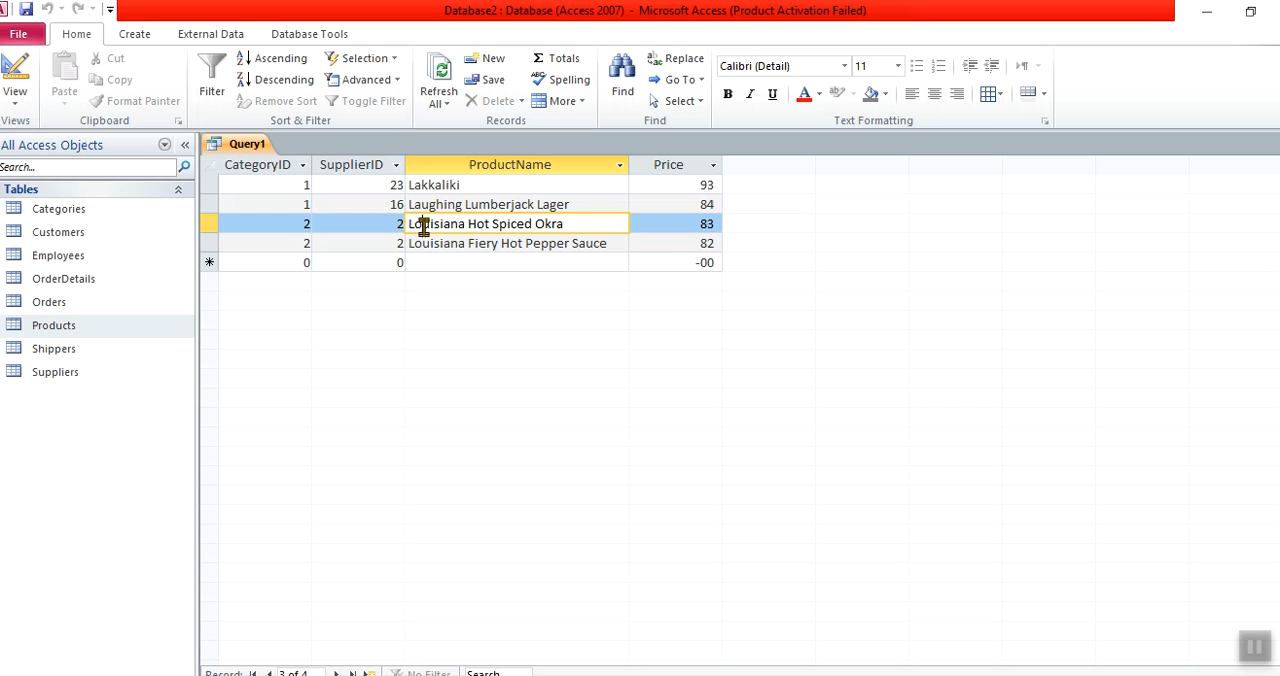 Database2 : Database (Access 2007) - Microsoft Access (Product Activation Failed)
File Home Create External Data Database Tools
View Paste Cut Copy Format Painter Filter Ascending Descending Remove Sort Selection Advanced Toggle Filter Refresh All New Save Delete Totals Spelling More Find Replace Go To Select Calibri (Detail) 11 B I U A
Views Clipboard Sort & Filter Records Find Text Formatting
All Access Objects
Search...
Tables
Categories
Customers
Employees
OrderDetails
Orders
Products
Shippers
Suppliers
Query1
CategoryID SupplierID ProductName Price
1 23 Lakkaliki 93
1 16 Laughing Lumberjack Lager 84
2 2 Louisiana Hot Spiced Okra 83
2 2 Louisiana Fiery Hot Pepper Sauce 82
* 0 0 -00
Record: 3 of 4 No Filter Search